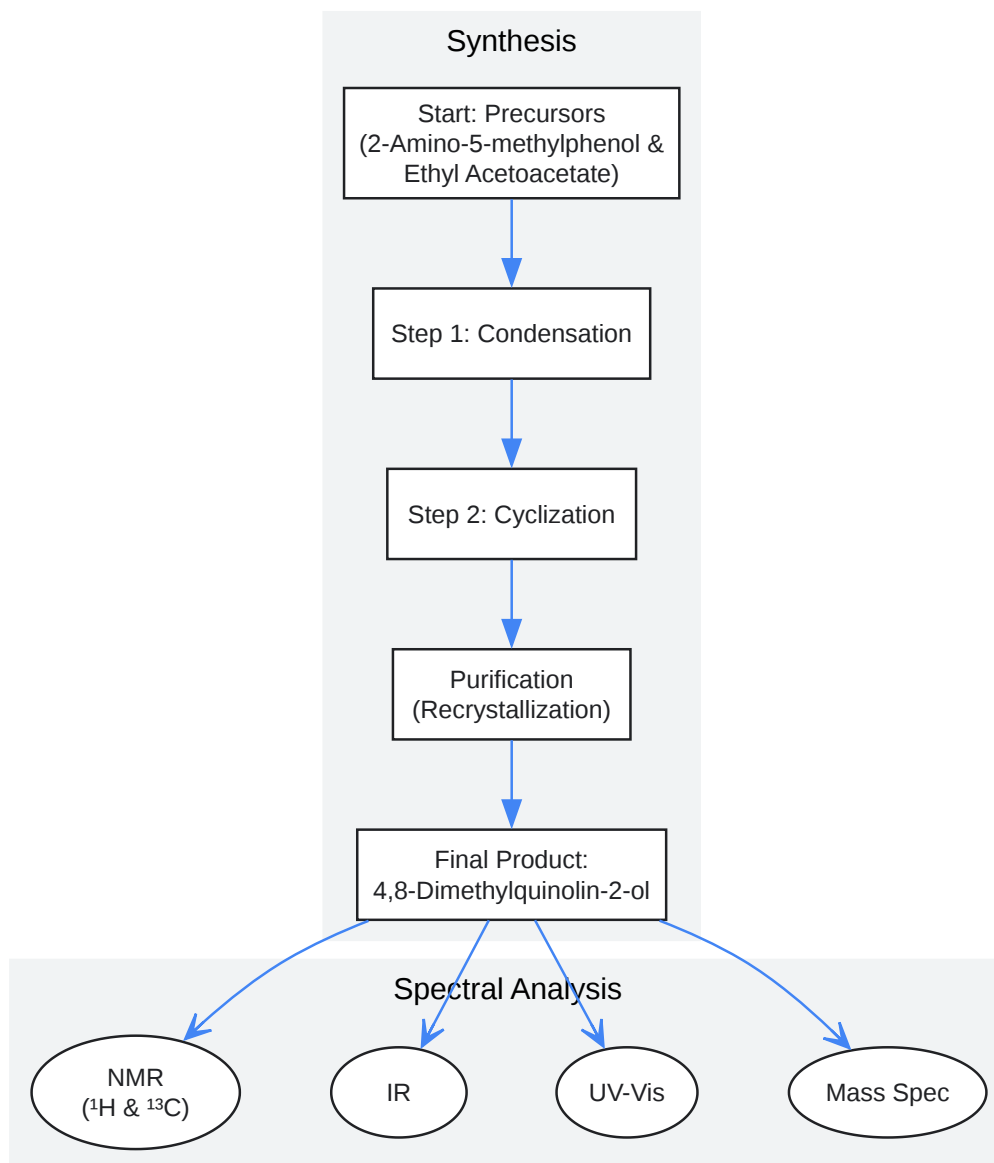 Synthesis
Start: Precursors
(2-Amino-5-methylphenol &
Ethyl Acetoacetate)
Step 1: Condensation
Step 2: Cyclization
Purification
(Recrystallization)
Final Product:
4,8-Dimethylquinolin-2-ol
Spectral Analysis
NMR
(¹H & ¹³C)
IR
UV-Vis
Mass Spec